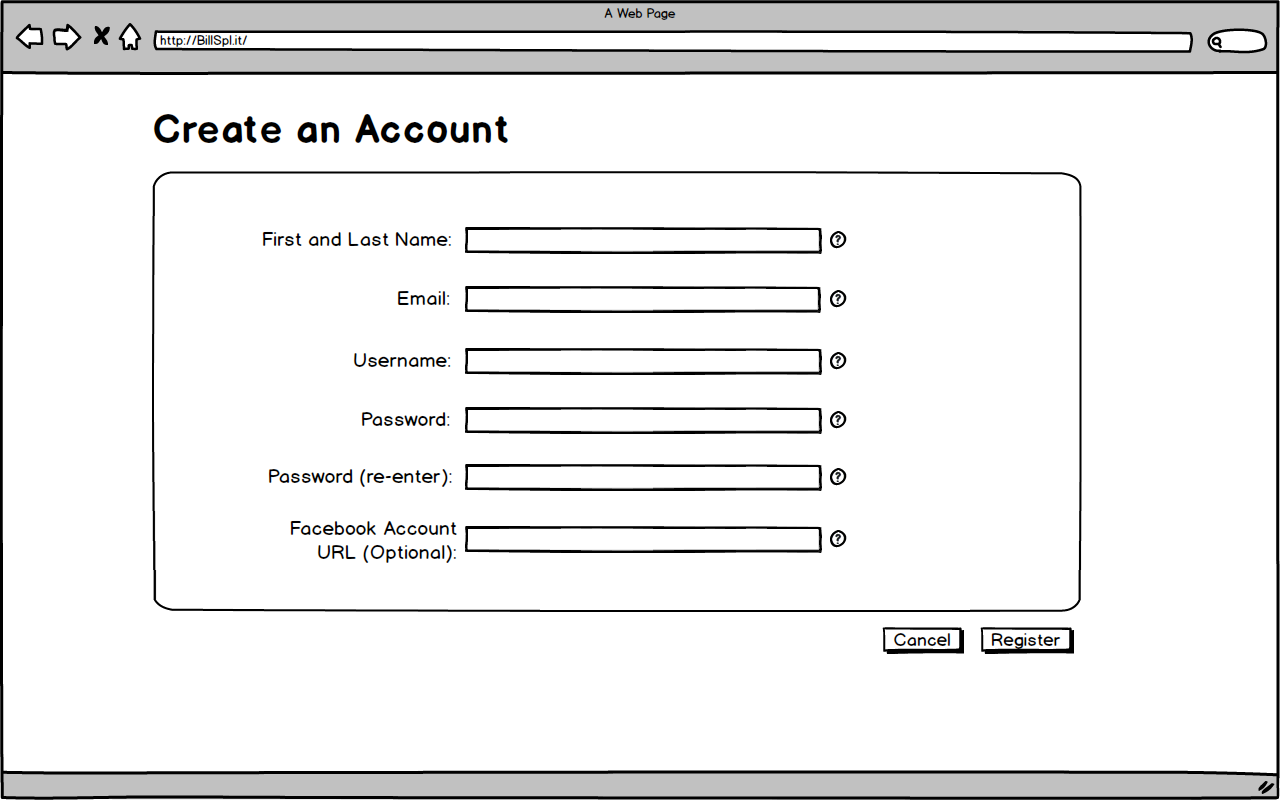 A Web Page
http://BillSpl.it/
Create an Account
First and Last Name: ?
Email: ?
Username: ?
Password: ?
Password (re-enter): ?
Facebook Account
URL (Optional): ?
Cancel Register